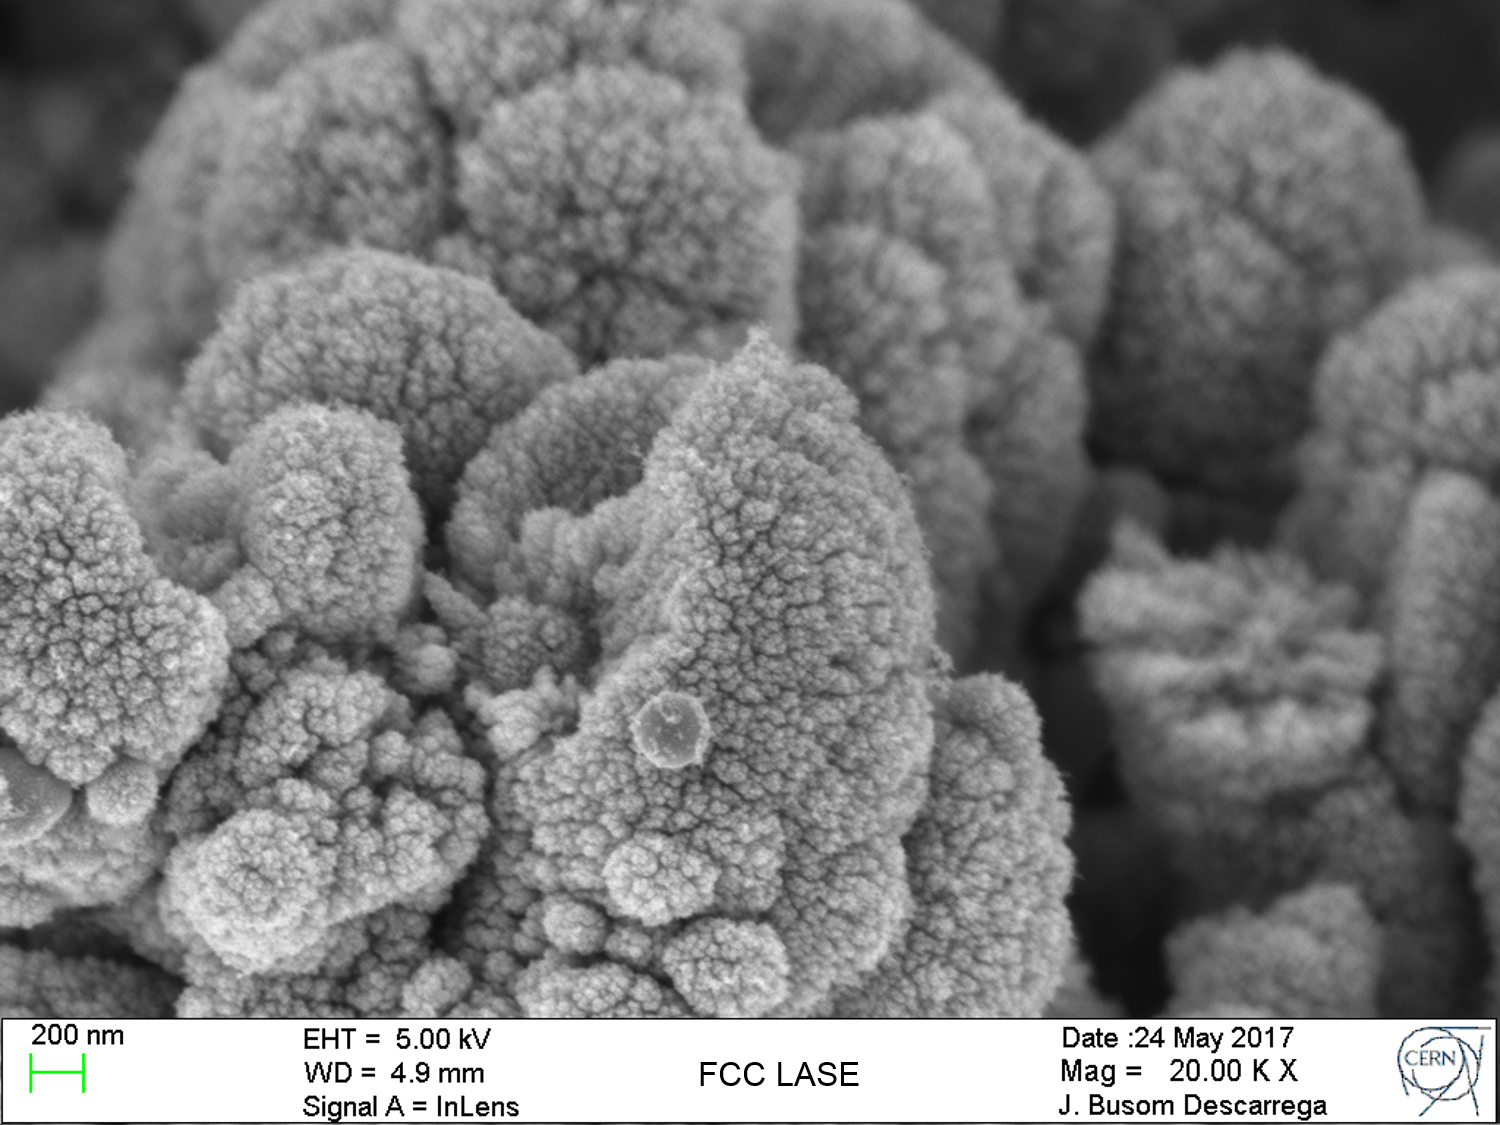 200 nm
EHT = 5.00 kV
WD = 4.9 mm
Signal A = InLens
FCC LASE
Date :24 May 2017
Mag = 20.00 K X
J. Busom Descarrega
CERN